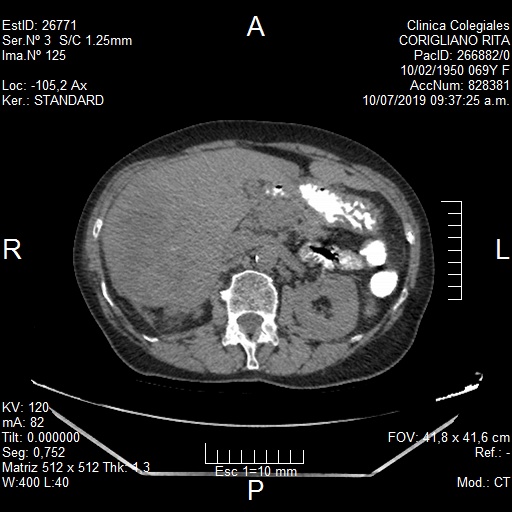 EstID: 26771
Ser.Nº 3 S/C 1.25mm
Ima.Nº 125
Loc: -105,2 Ax
Ker.: STANDARD
A
Clinica Colegiales
CORIGLIANO RITA
PacID: 266882/0
10/02/1950 069Y F
AccNum: 828381
10/07/2019 09:37:25 a.m.
R
L
KV: 120
mA: 82
Tilt: 0.000000
Seg: 0,752
Matriz 512 x 512 Thk: 1.3
W:400 L:40
Esc 1=10 mm
P
FOV: 41,8 x 41,6 cm
Ref.: -
Mod.: CT